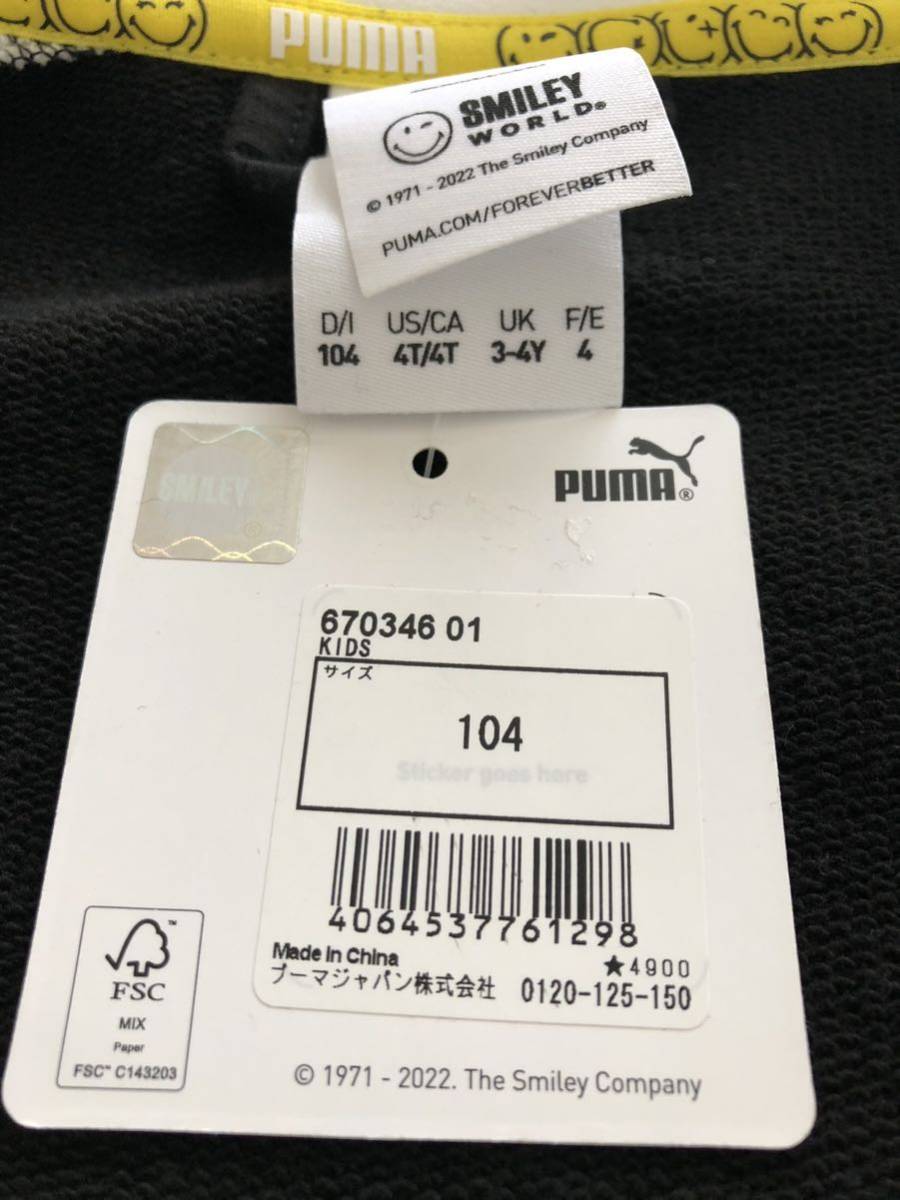 PUMA
SMILEY
WORLD®
© 1971 - 2022 The Smiley Company
PUMA.COM/FOREVERBETTER
D/I US/CA UK F/E
104 4T/4T 3-4Y 4
SMILEY
®
PUMA®
670346 01
KIDS
サイズ
104
Sticker goes here
4064537761298
Made in China
★4900
プーマジャパン株式会社 0120-125-150
FSC™
MIX
Paper
FSC™ C143203
© 1971 - 2022. The Smiley Company